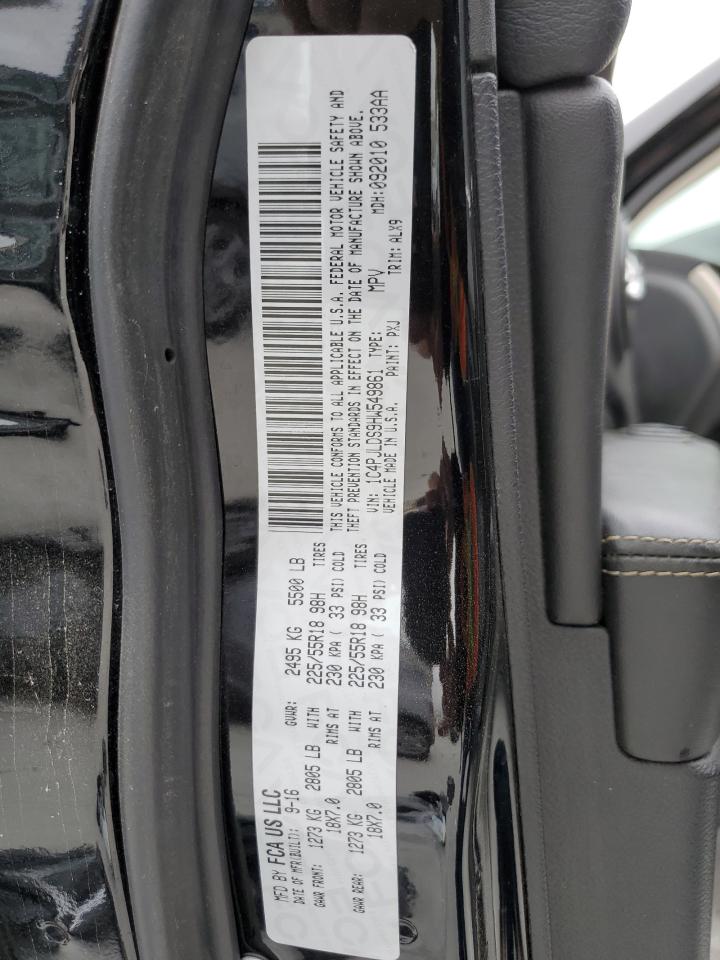 MFD BY FCA US LLC
DATE OF MFR(BUILT): 9-16 GVWR: 2495 KG 5500 LB
GAWR FRONT: 1273 KG 2805 LB WITH 225/55R18 98H TIRES
18X7.0 RIMS AT 230 KPA ( 33 PSI) COLD
GAWR REAR: 1273 KG 2805 LB WITH 225/55R18 98H TIRES
18X7.0 RIMS AT 230 KPA ( 33 PSI) COLD
THIS VEHICLE CONFORMS TO ALL APPLICABLE U.S.A. FEDERAL MOTOR VEHICLE SAFETY AND
THEFT PREVENTION STANDARDS IN EFFECT ON THE DATE OF MANUFACTURE SHOWN ABOVE.
VIN: 1C4PJLDS9HW549861 TYPE: MPV MDH:092010 533AA
VEHICLE MADE IN U.S.A. PAINT: PXJ TRIM: ALX9